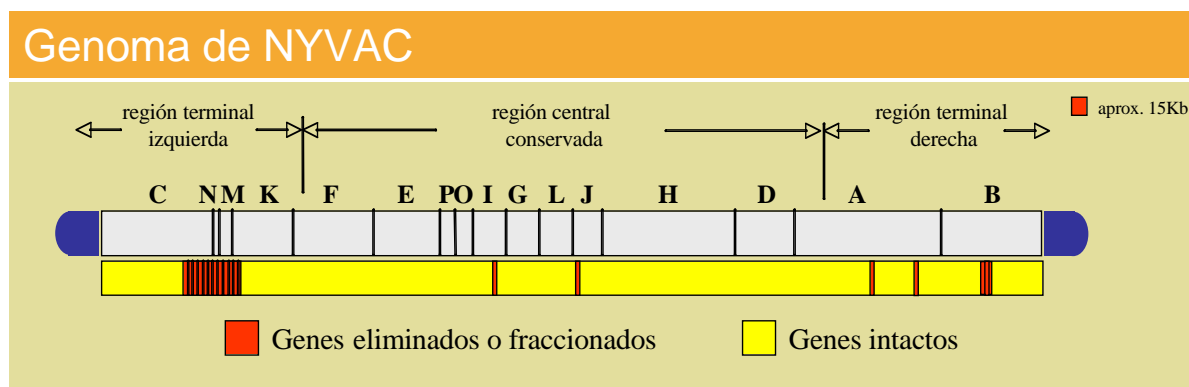 Genoma de NYVAC
región terminal
izquierda
región central
conservada
región terminal
derecha
aprox. 15Kb
C N M K F E P O I G L J H D A B
Genes eliminados o fraccionados
Genes intactos